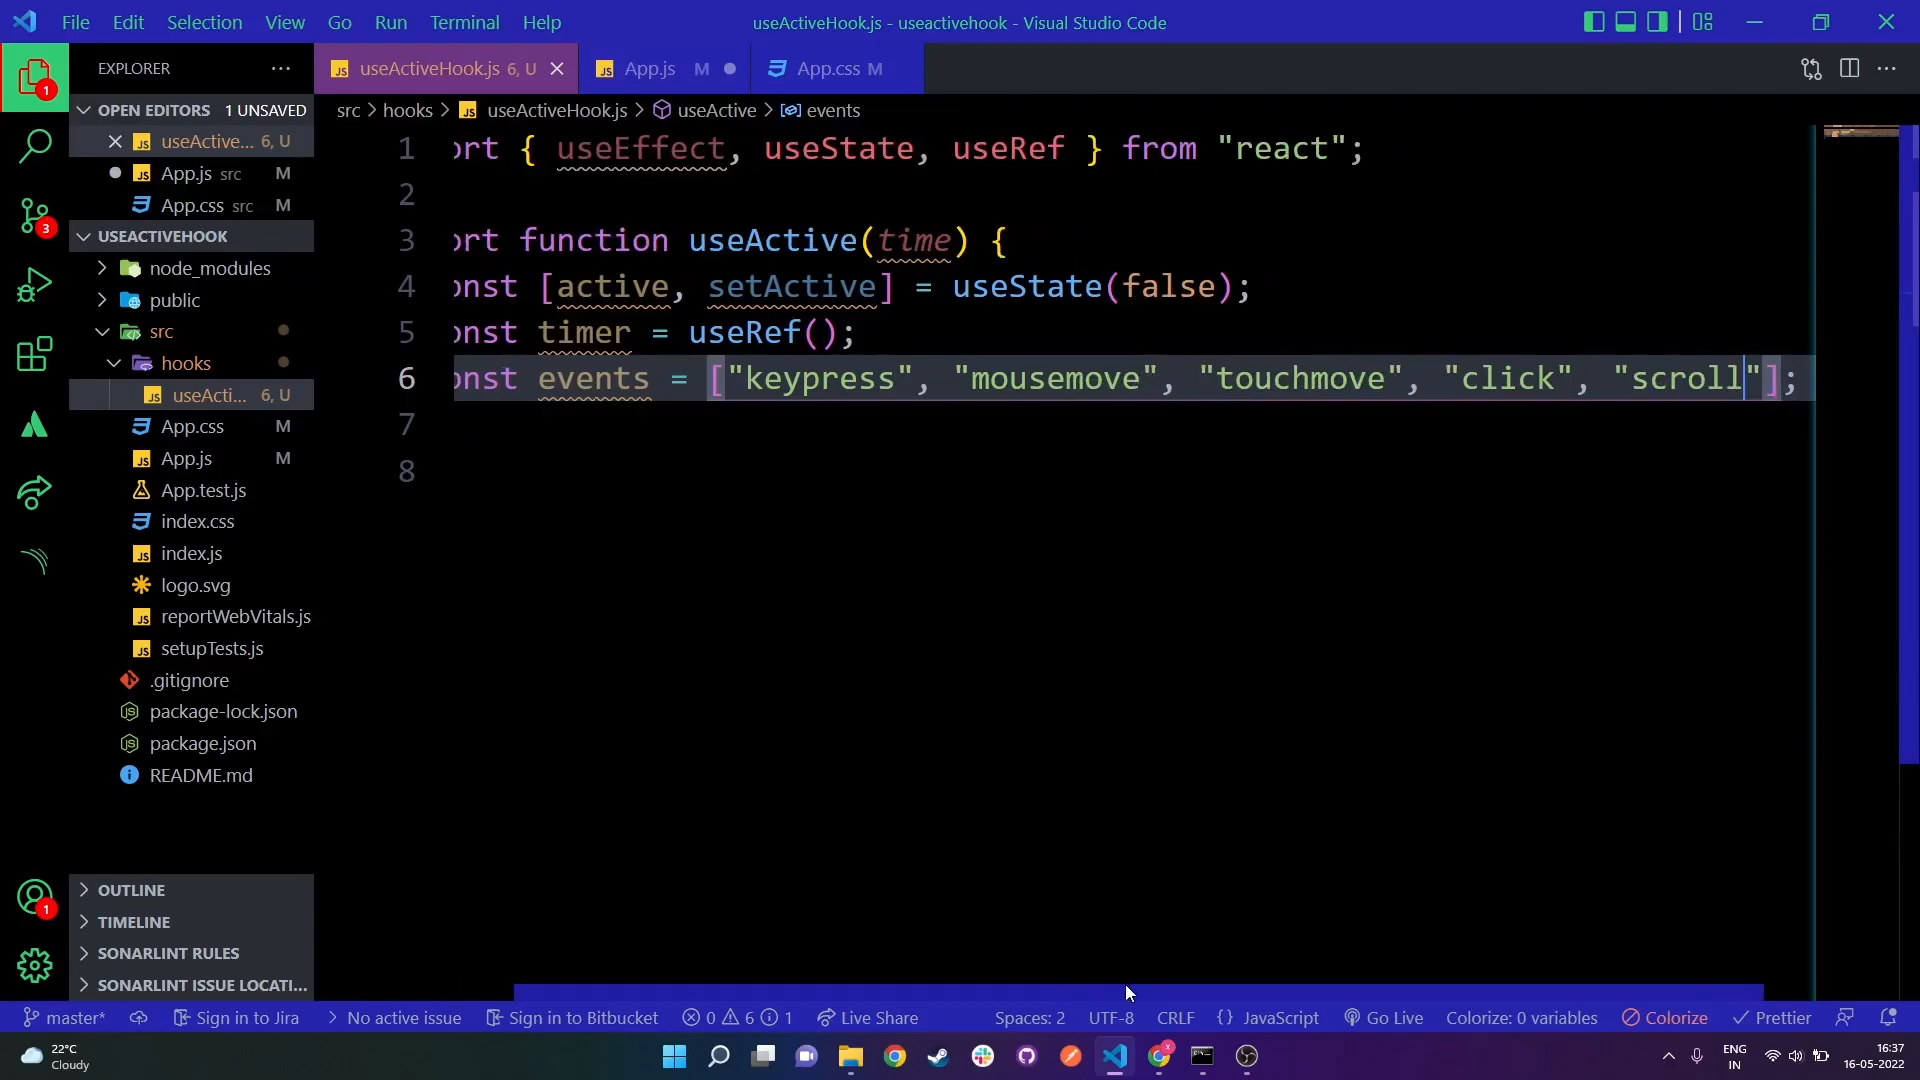 File Edit Selection View Go Run Terminal Help
useActiveHook.js - useactivehook - Visual Studio Code
EXPLORER
useActiveHook.js 6, U
App.js M
App.css M
OPEN EDITORS 1 UNSAVED
useActive... 6, U
App.js src M
App.css src M
USEACTIVEHOOK
node_modules
public
src
hooks
useActi... 6, U
App.css M
App.js M
App.test.js
index.css
index.js
logo.svg
reportWebVitals.js
setupTests.js
.gitignore
package-lock.json
package.json
README.md
OUTLINE
TIMELINE
SONARLINT RULES
SONARLINT ISSUE LOCATI...
1
3
1
src > hooks > useActiveHook.js > useActive > events
1 ort { useEffect, useState, useRef } from "react";
2
3 ort function useActive(time) {
4 onst [active, setActive] = useState(false);
5 onst timer = useRef();
6 onst events = ["keypress", "mousemove", "touchmove", "click", "scroll"];
7
8
master* Sign in to Jira No active issue Sign in to Bitbucket 0 6 1 Live Share Spaces: 2 UTF-8 CRLF {} JavaScript Go Live Colorize: 0 variables Colorize Prettier
22°C
Cloudy
ENG
IN
16:37
16-05-2022